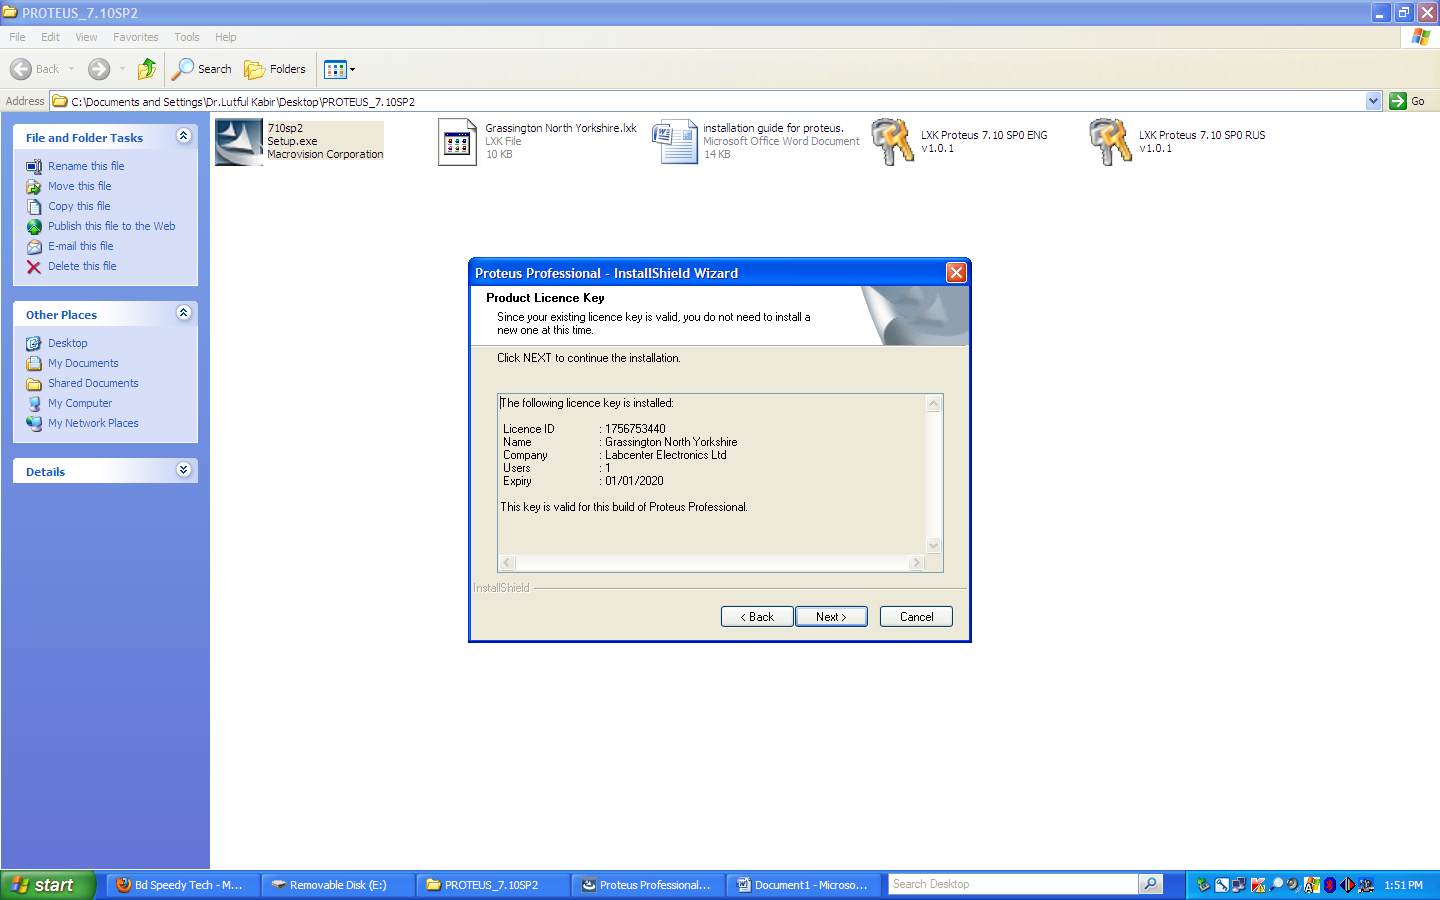 PROTEUS_7.10SP2
File Edit View Favorites Tools Help
Back Search Folders
Address C:\Documents and Settings\Dr.Lutful Kabir\Desktop\PROTEUS_7.10SP2 Go
File and Folder Tasks
Rename this file
Move this file
Copy this file
Publish this file to the Web
E-mail this file
Delete this file
Other Places
Desktop
My Documents
Shared Documents
My Computer
My Network Places
Details
710sp2
Setup.exe
Macrovision Corporation
Grassington North Yorkshire.lxk
LXK File
10 KB
installation guide for proteus.
Microsoft Office Word Document
14 KB
LXK Proteus 7.10 SP0 ENG
v1.0.1
LXK Proteus 7.10 SP0 RUS
v1.0.1
Proteus Professional - InstallShield Wizard
Product Licence Key
Since your existing licence key is valid, you do not need to install a
new one at this time.
Click NEXT to continue the installation.
The following licence key is installed:
Licence ID : 1756753440
Name : Grassington North Yorkshire
Company : Labcenter Electronics Ltd
Users : 1
Expiry : 01/01/2020
This key is valid for this build of Proteus Professional.
InstallShield
< Back Next > Cancel
start Bd Speedy Tech - M... Removable Disk (E:) PROTEUS_7.10SP2 Proteus Professional... Document1 - Microso... Search Desktop 1:51 PM